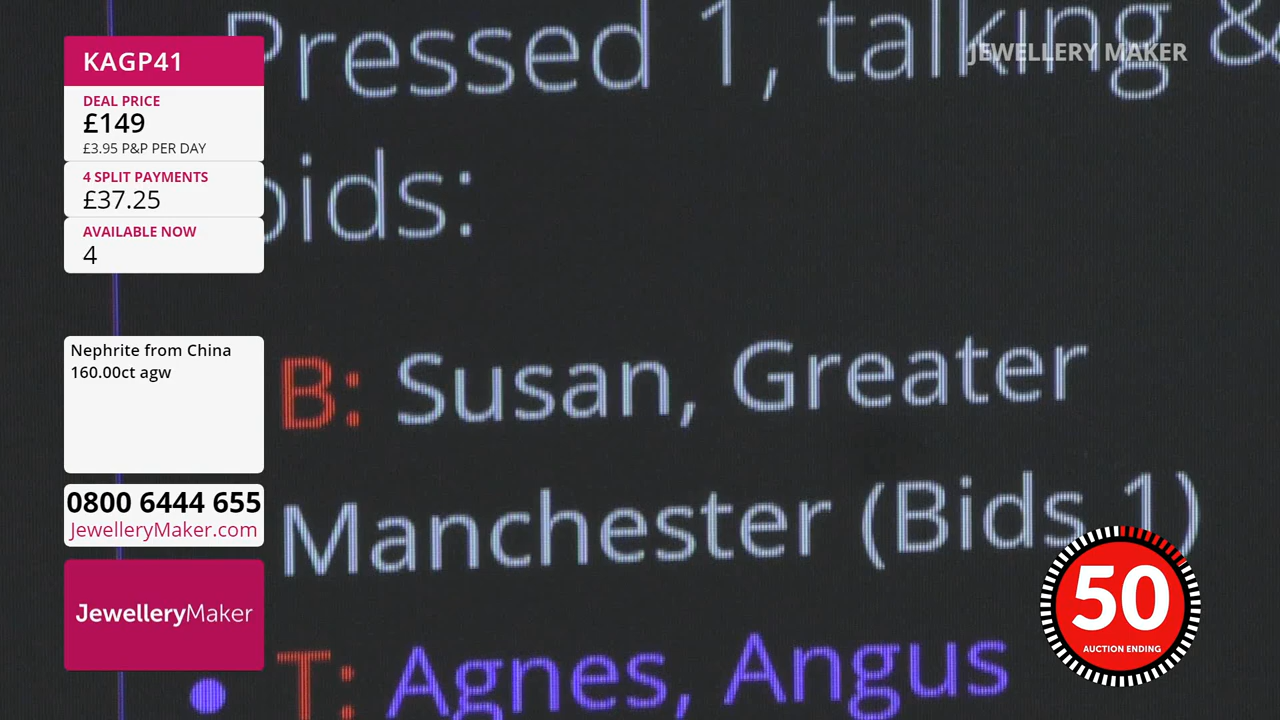 KAGP41
DEAL PRICE
£149
£3.95 P&P PER DAY
4 SPLIT PAYMENTS
£37.25
AVAILABLE NOW
4
Nephrite from China
160.00ct agw
0800 6444 655
JewelleryMaker.com
JewelleryMaker
JEWELLERY MAKER
Pressed 1, talking &
bids:
B: Susan, Greater
Manchester (Bids 1)
T: Agnes, Angus
50
AUCTION ENDING